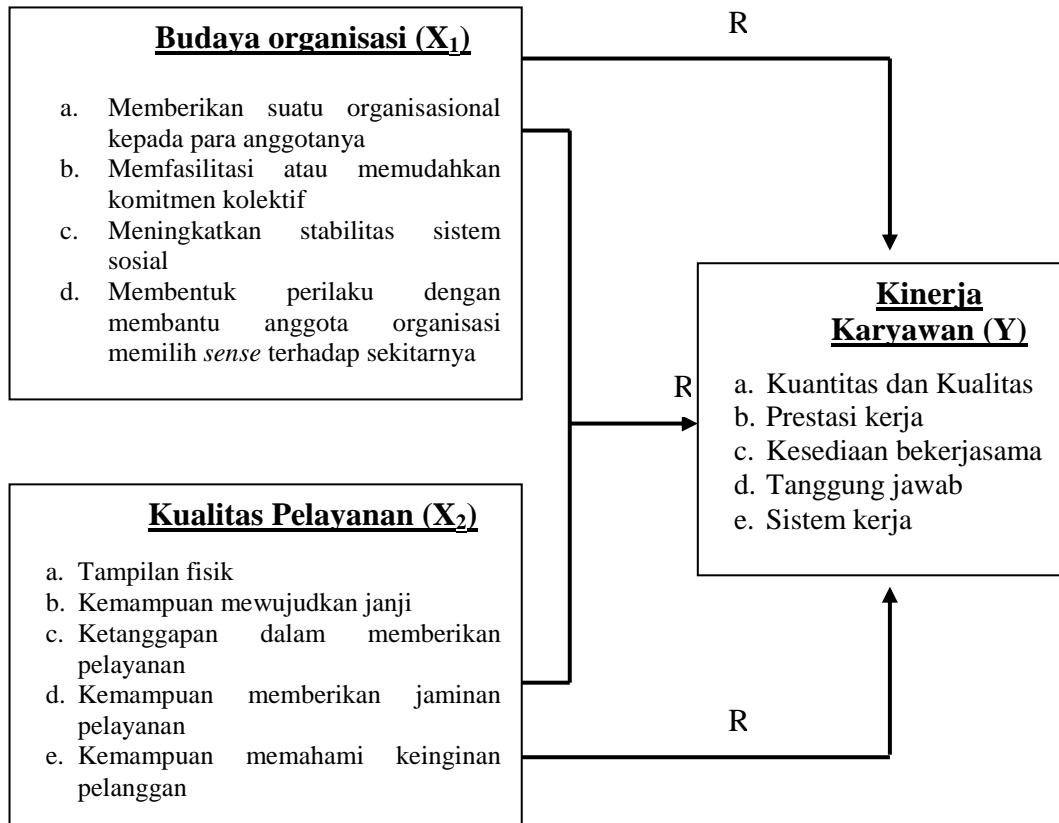 Budaya organisasi (X1)
a. Memberikan suatu organisasional
kepada para anggotanya
b. Memfasilitasi atau memudahkan
komitmen kolektif
c. Meningkatkan stabilitas sistem
sosial
d. Membentuk perilaku dengan
membantu anggota organisasi
memilih sense terhadap sekitarnya
R
R
Kinerja
Karyawan (Y)
a. Kuantitas dan Kualitas
b. Prestasi kerja
c. Kesediaan bekerjasama
d. Tanggung jawab
e. Sistem kerja
Kualitas Pelayanan (X2)
a. Tampilan fisik
b. Kemampuan mewujudkan janji
c. Ketanggapan dalam memberikan
pelayanan
d. Kemampuan memberikan jaminan
pelayanan
e. Kemampuan memahami keinginan
pelanggan
R